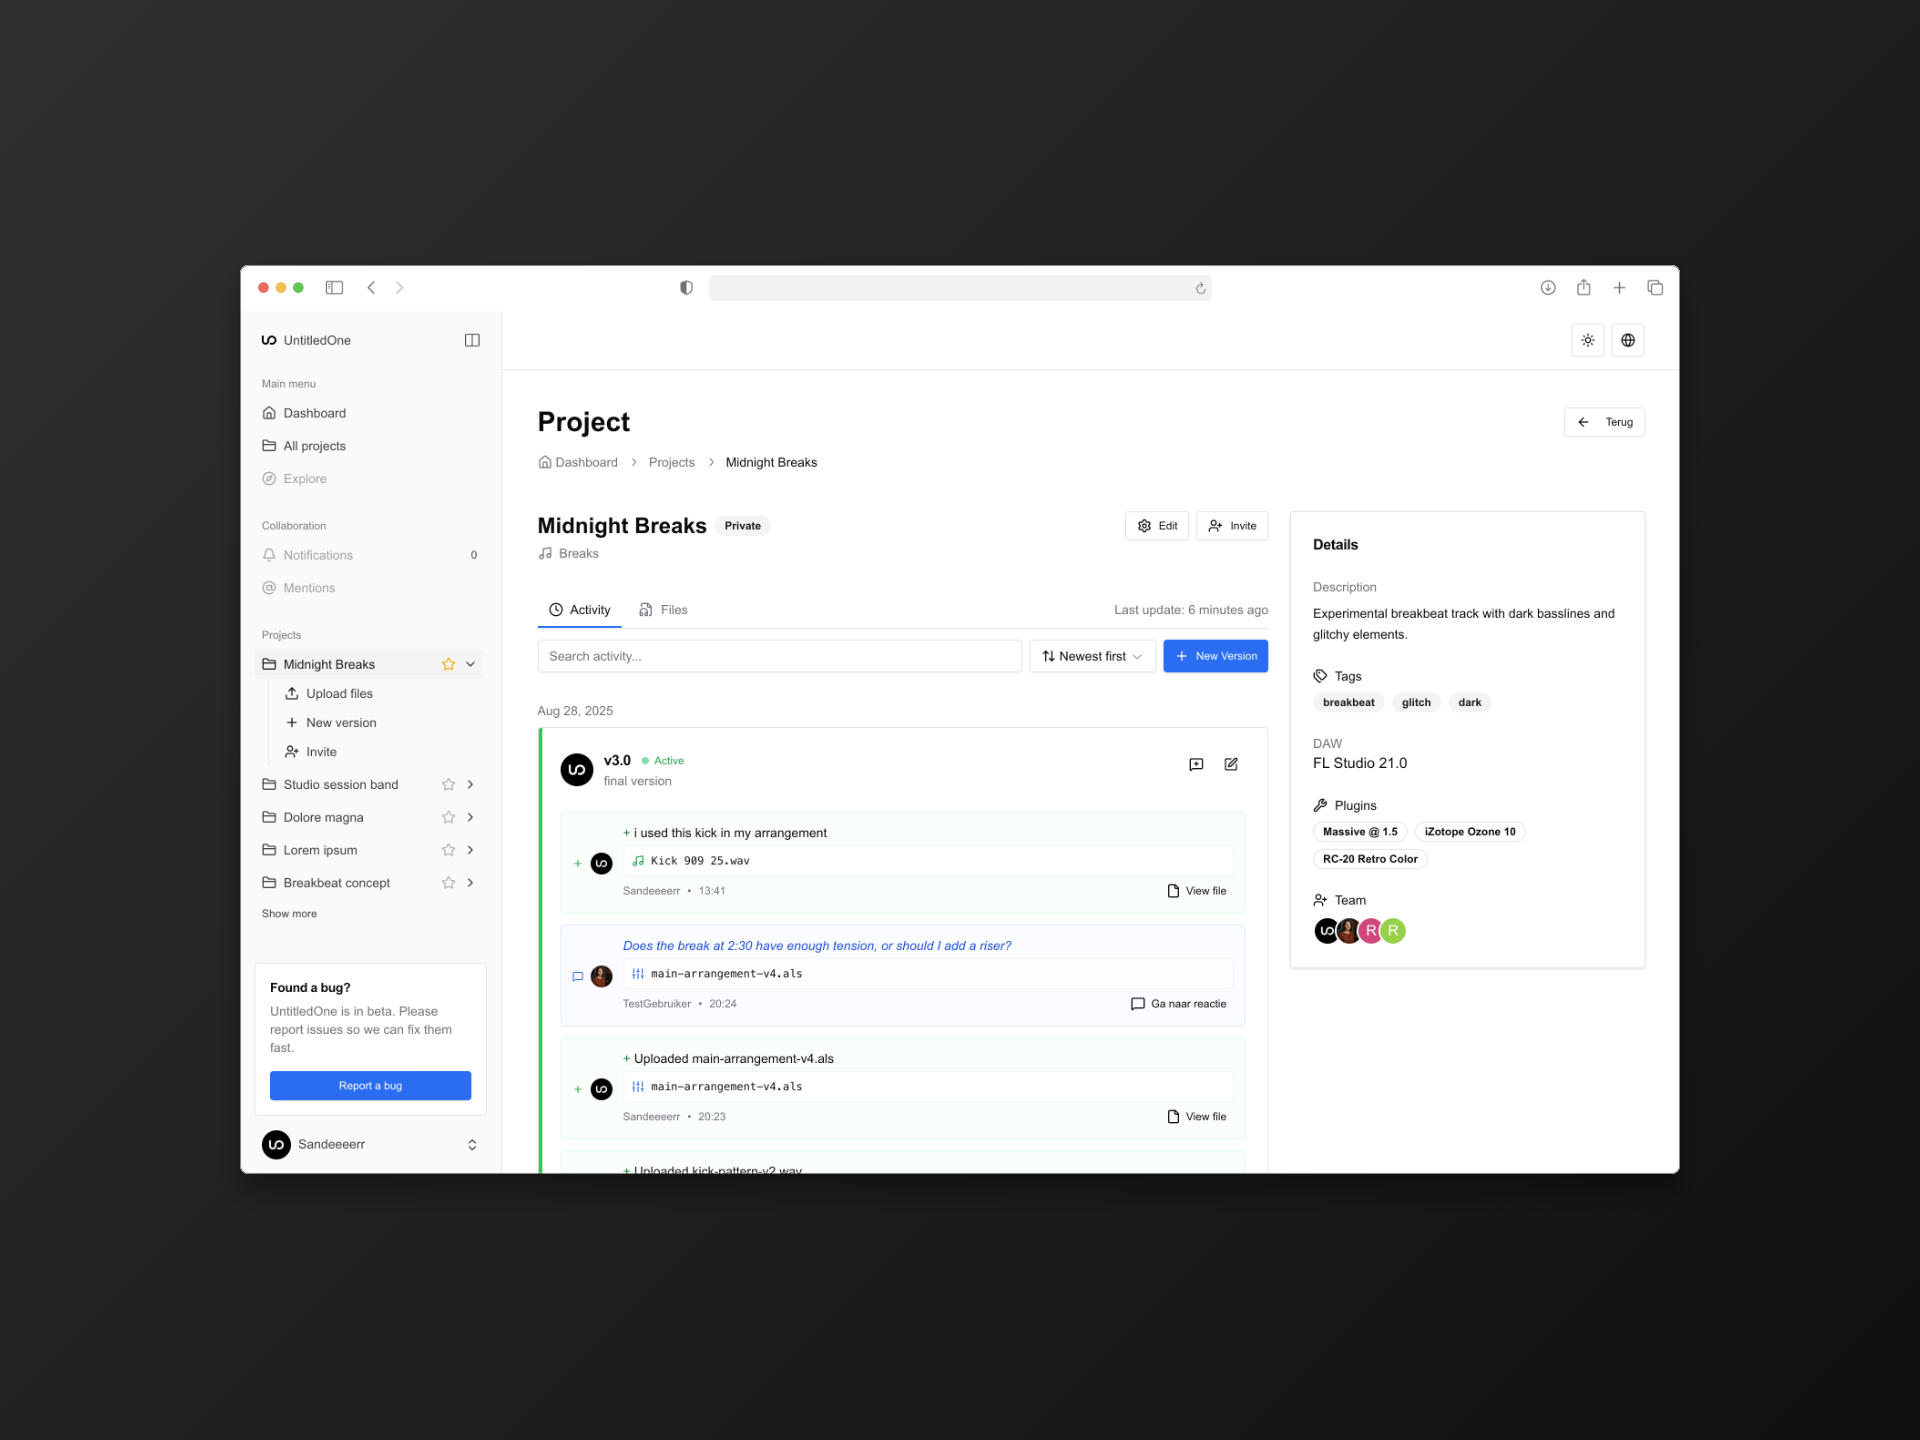 UntitledOne
Main menu
Dashboard
All projects
Explore
Collaboration
Notifications 0
Mentions
Projects
Midnight Breaks
Upload files
New version
Invite
Studio session band
Dolore magna
Lorem ipsum
Breakbeat concept
Show more
Found a bug?
UntitledOne is in beta. Please
report issues so we can fix them
fast.
Report a bug
Sandeeeerr
Project
Terug
Dashboard Projects Midnight Breaks
Midnight Breaks Private
Edit Invite
Breaks
Activity Files Last update: 6 minutes ago
Search activity... Newest first New Version
Aug 28, 2025
v3.0 Active
final version
+ i used this kick in my arrangement
+
Kick 909 25.wav
Sandeeeerr • 13:41 View file
Does the break at 2:30 have enough tension, or should I add a riser?
main-arrangement-v4.als
TestGebruiker • 20:24 Ga naar reactie
+ Uploaded main-arrangement-v4.als
+
main-arrangement-v4.als
Sandeeeerr • 20:23 View file
+ Uploaded kick-pattern-v2.wav
Details
Description
Experimental breakbeat track with dark basslines and
glitchy elements.
Tags
breakbeat glitch dark
DAW
FL Studio 21.0
Plugins
Massive @ 1.5 iZotope Ozone 10
RC-20 Retro Color
Team
R R